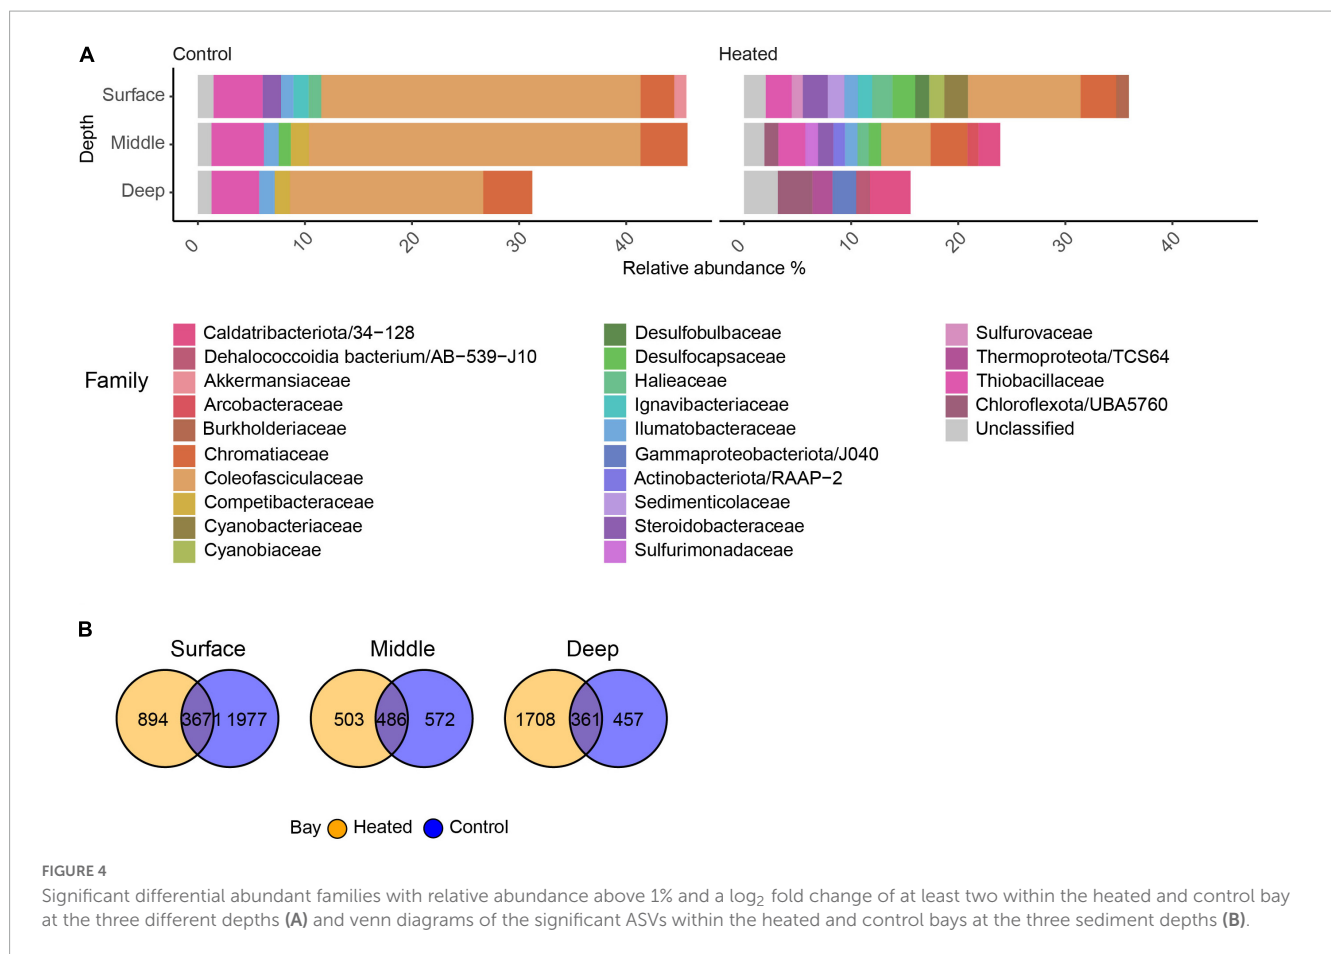 A
Control
Heated
Surface
Middle
Deep
Depth
0 10 20 30 40
0 10 20 30 40
Relative abundance %
Family
Caldatribacteriota/34−128
Dehalococcoidia bacterium/AB−539−J10
Akkermansiaceae
Arcobacteraceae
Burkholderiaceae
Chromatiaceae
Coleofasciculaceae
Competibacteraceae
Cyanobacteriaceae
Cyanobiaceae
Desulfobulbaceae
Desulfocapsaceae
Halieaceae
Ignavibacteriaceae
Ilumatobacteraceae
Gammaproteobacteriota/J040
Actinobacteriota/RAAP−2
Sedimenticolaceae
Steroidobacteraceae
Sulfurimonadaceae
Sulfurovaceae
Thermoproteota/TCS64
Thiobacillaceae
Chloroflexota/UBA5760
Unclassified
B
Surface
894 3671 1977
Middle
503 486 572
Deep
1708 361 457
Bay Heated Control
FIGURE 4
Significant differential abundant families with relative abundance above 1% and a log2 fold change of at least two within the heated and control bay
at the three different depths (A) and venn diagrams of the significant ASVs within the heated and control bays at the three sediment depths (B).